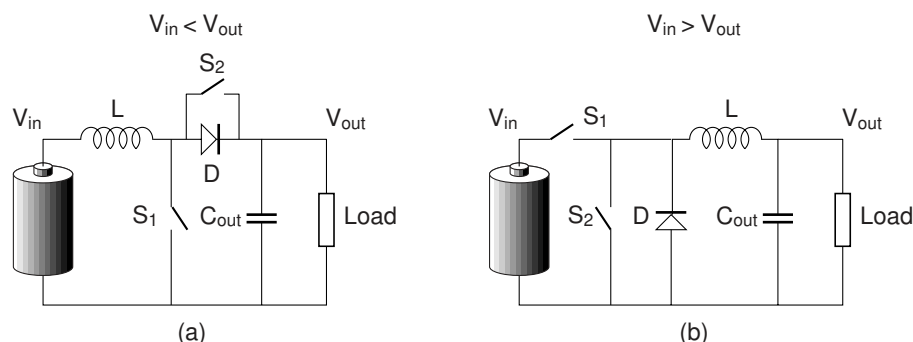 V_in < V_out
S_2
V_in
L
V_out
D
S_1
C_out
Load
(a)
V_in > V_out
V_in
S_1
L
V_out
S_2
D
C_out
Load
(b)